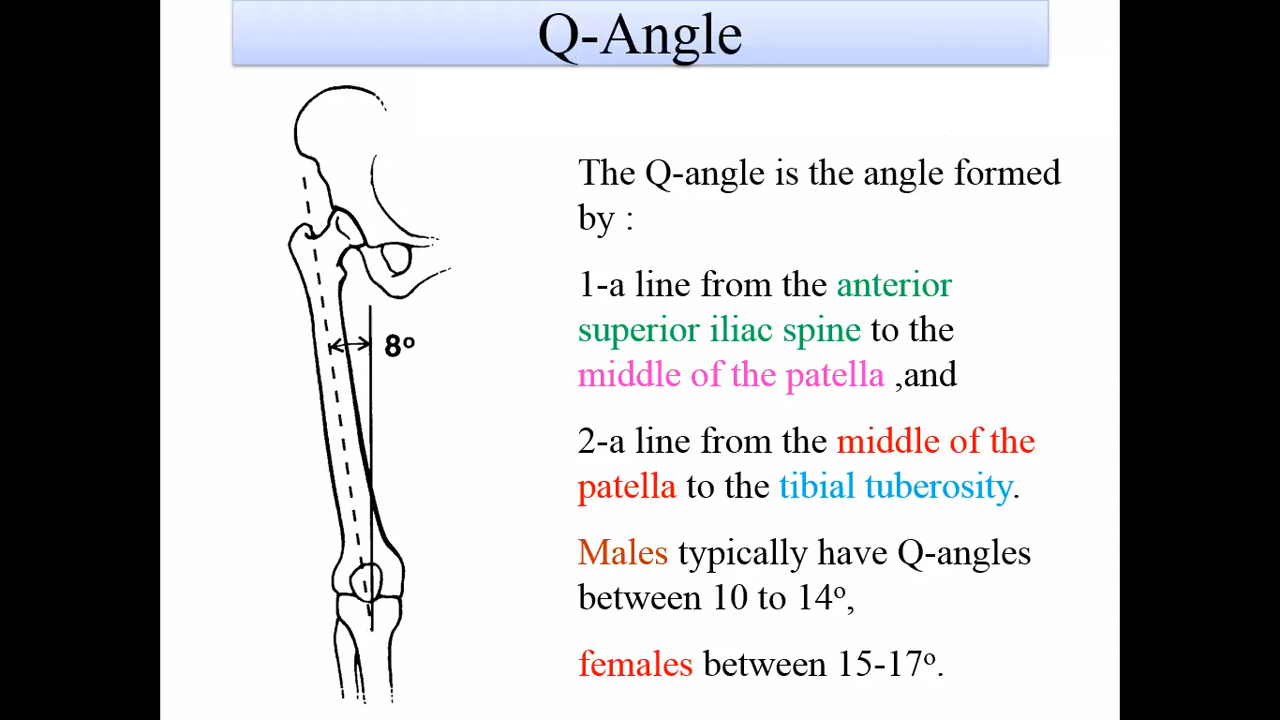 Q-Angle
The Q-angle is the angle formed
by :
1-a line from the anterior
superior iliac spine to the
middle of the patella ,and
8º
2-a line from the middle of the
patella to the tibial tuberosity.
Males typically have Q-angles
between 10 to 14º,
females between 15-17º.